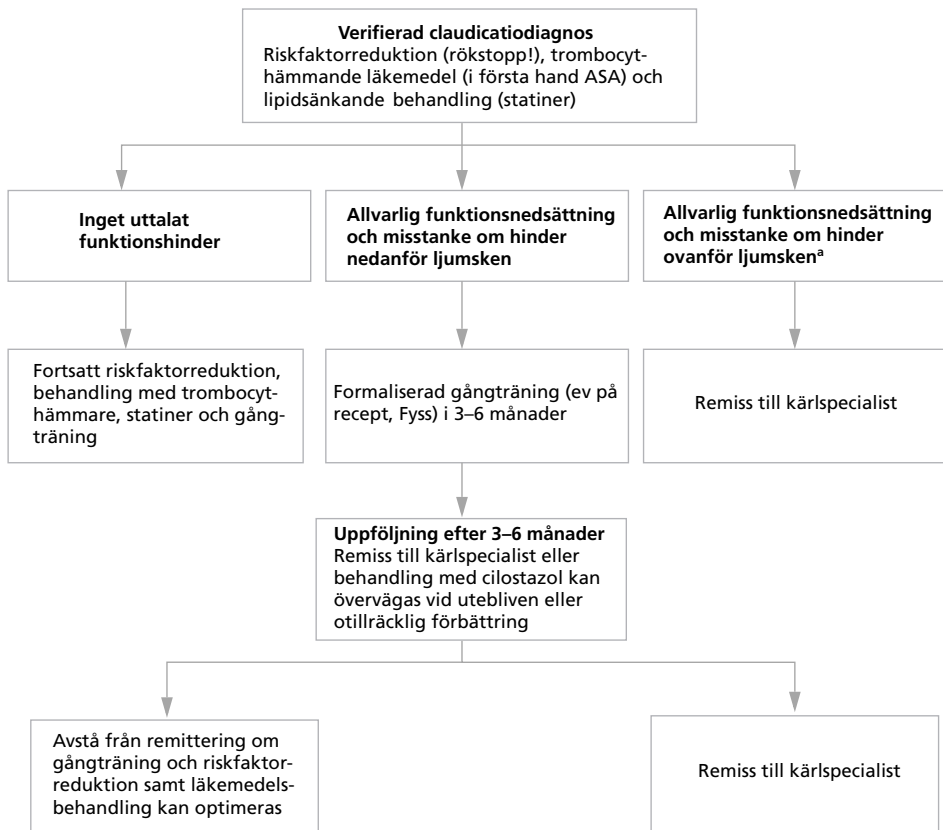 Verifierad claudicatiodiagnos
Riskfaktorreduktion (rökstopp!), trombocyt-
hämmande läkemedel (i första hand ASA) och
lipidsänkande behandling (statiner)
Inget uttalat
funktionshinder
Allvarlig funktionsnedsättning
och misstanke om hinder
nedanför ljumsken
Allvarlig funktionsnedsättning
och misstanke om hinder
ovanför ljumskenᵃ
Fortsatt riskfaktorreduktion,
behandling med trombocyt-
hämmare, statiner och gång-
träning
Formaliserad gångträning (ev på
recept, Fyss) i 3–6 månader
Remiss till kärlspecialist
Uppföljning efter 3–6 månader
Remiss till kärlspecialist eller
behandling med cilostazol kan
övervägas vid utebliven eller
otillräcklig förbättring
Avstå från remittering om
gångträning och riskfaktor-
reduktion samt läkemedels-
behandling kan optimeras
Remiss till kärlspecialist